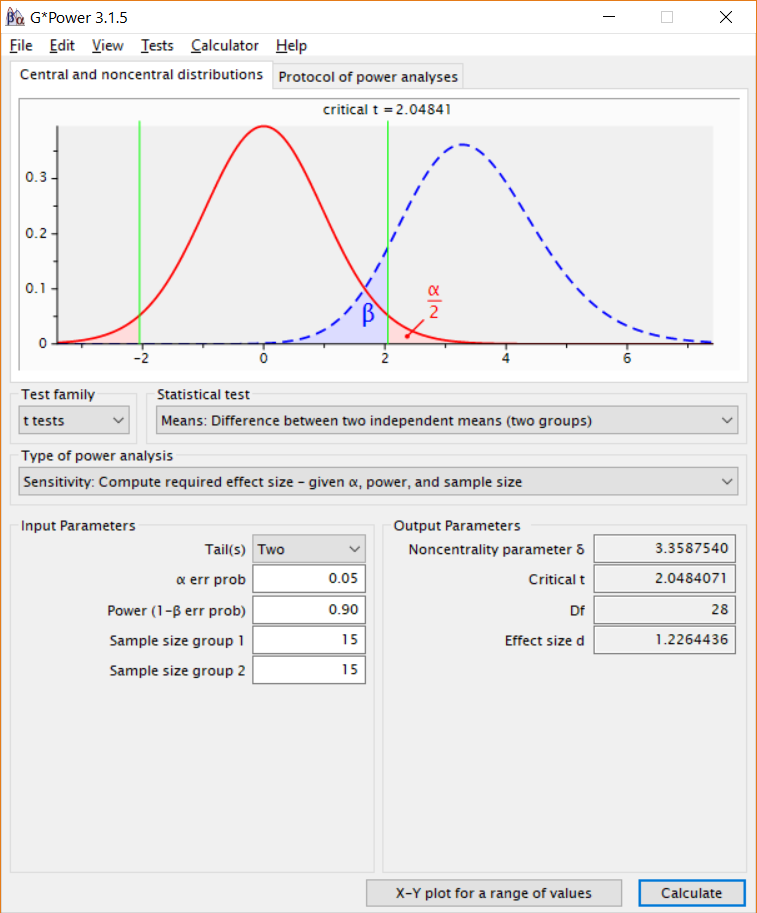 G*Power 3.1.5
File Edit View Tests Calculator Help
Central and noncentral distributions Protocol of power analyses
critical t = 2.04841
0.3
0.2
0.1
0
β
α
2
-2 0 2 4 6
Test family Statistical test
t tests Means: Difference between two independent means (two groups)
Type of power analysis
Sensitivity: Compute required effect size - given α, power, and sample size
Input Parameters Output Parameters
Tail(s) Two Noncentrality parameter δ 3.3587540
α err prob 0.05 Critical t 2.0484071
Power (1-β err prob) 0.90 Df 28
Sample size group 1 15 Effect size d 1.2264436
Sample size group 2 15
X-Y plot for a range of values Calculate